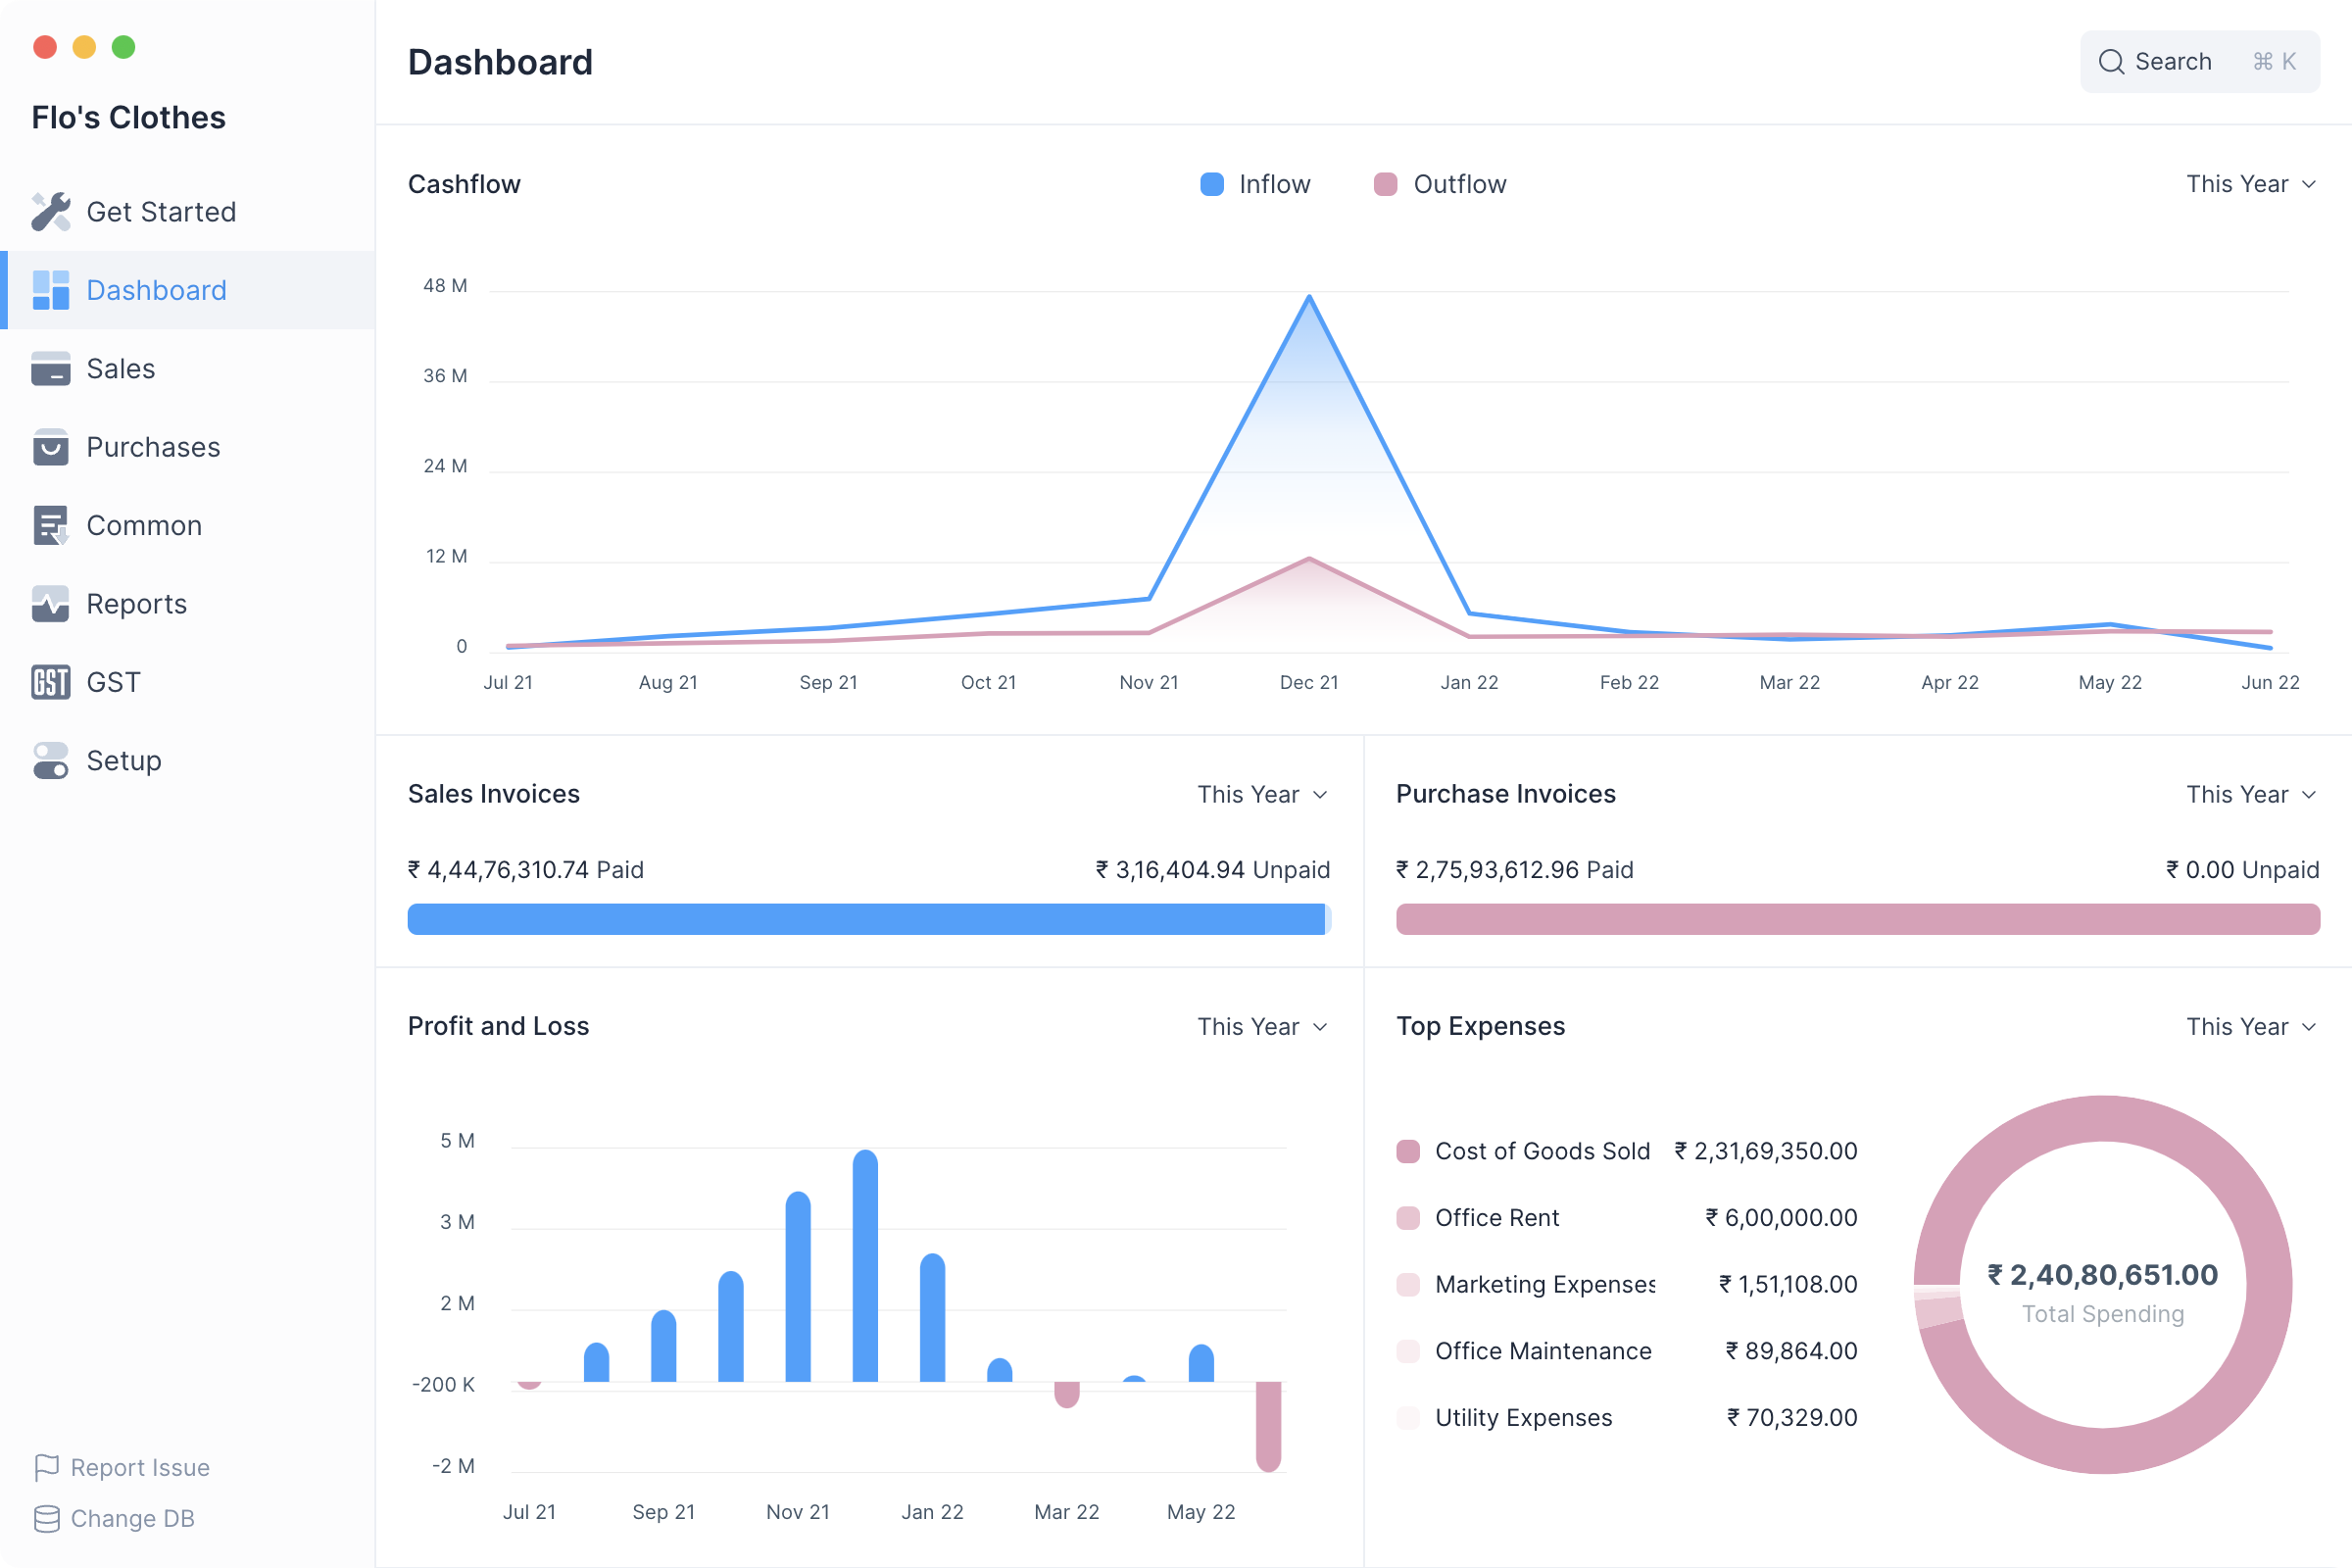 Flo's Clothes
Get Started
Dashboard
Sales
Purchases
Common
Reports
GST GST
Setup
Report Issue
Change DB
Dashboard
Search ⌘ K
Cashflow
Inflow Outflow
This Year
48 M
36 M
24 M
12 M
0
Jul 21 Aug 21 Sep 21 Oct 21 Nov 21 Dec 21 Jan 22 Feb 22 Mar 22 Apr 22 May 22 Jun 22
Sales Invoices This Year
₹ 4,44,76,310.74 Paid ₹ 3,16,404.94 Unpaid
Purchase Invoices This Year
₹ 2,75,93,612.96 Paid ₹ 0.00 Unpaid
Profit and Loss This Year
5 M
3 M
2 M
-200 K
-2 M
Jul 21 Sep 21 Nov 21 Jan 22 Mar 22 May 22
Top Expenses This Year
Cost of Goods Sold ₹ 2,31,69,350.00
Office Rent ₹ 6,00,000.00
Marketing Expenses ₹ 1,51,108.00
Office Maintenance ₹ 89,864.00
Utility Expenses ₹ 70,329.00
₹ 2,40,80,651.00
Total Spending